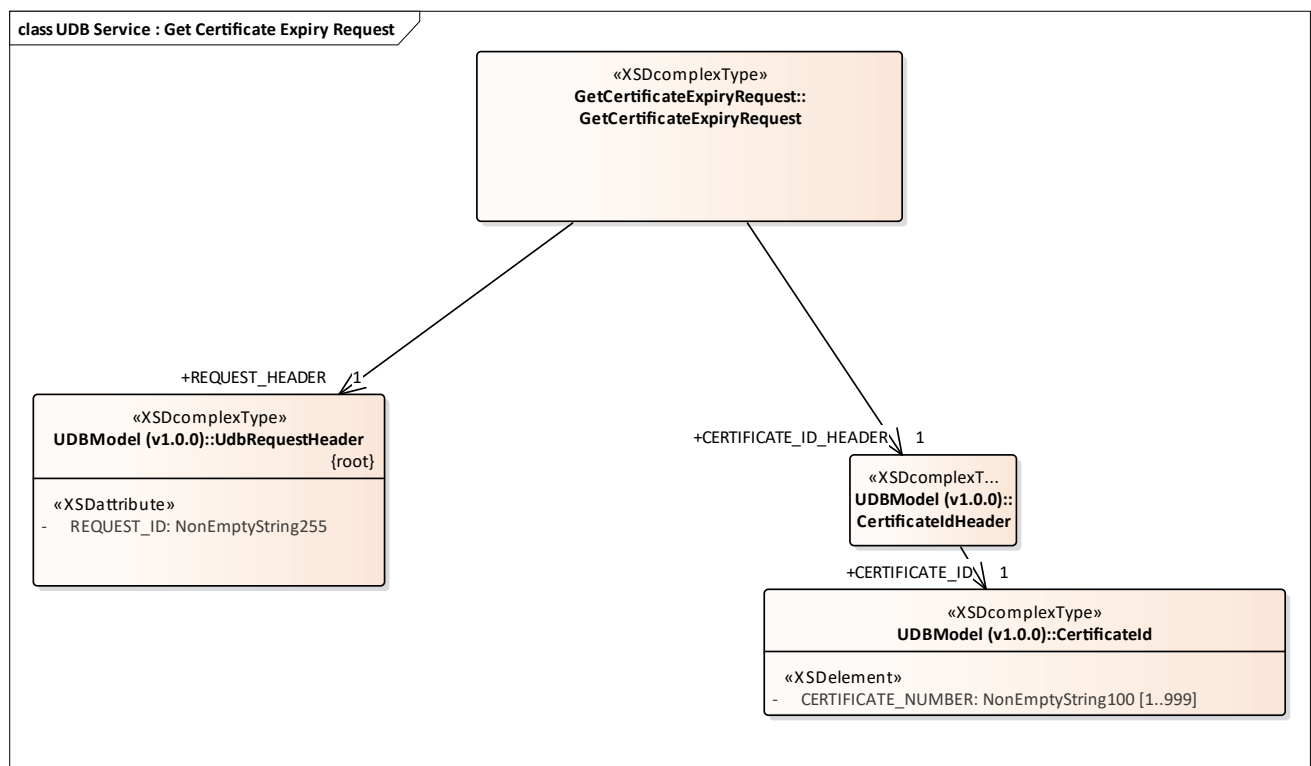 class UDB Service : Get Certificate Expiry Request
«XSDcomplexType»
GetCertificateExpiryRequest::
GetCertificateExpiryRequest
+REQUEST_HEADER 1
«XSDcomplexType»
UDBModel (v1.0.0)::UdbRequestHeader
{root}
«XSDattribute»
- REQUEST_ID: NonEmptyString255
+CERTIFICATE_ID_HEADER 1
«XSDcomplexT...
UDBModel (v1.0.0)::
CertificateIdHeader
+CERTIFICATE_ID 1
«XSDcomplexType»
UDBModel (v1.0.0)::CertificateId
«XSDelement»
- CERTIFICATE_NUMBER: NonEmptyString100 [1..999]